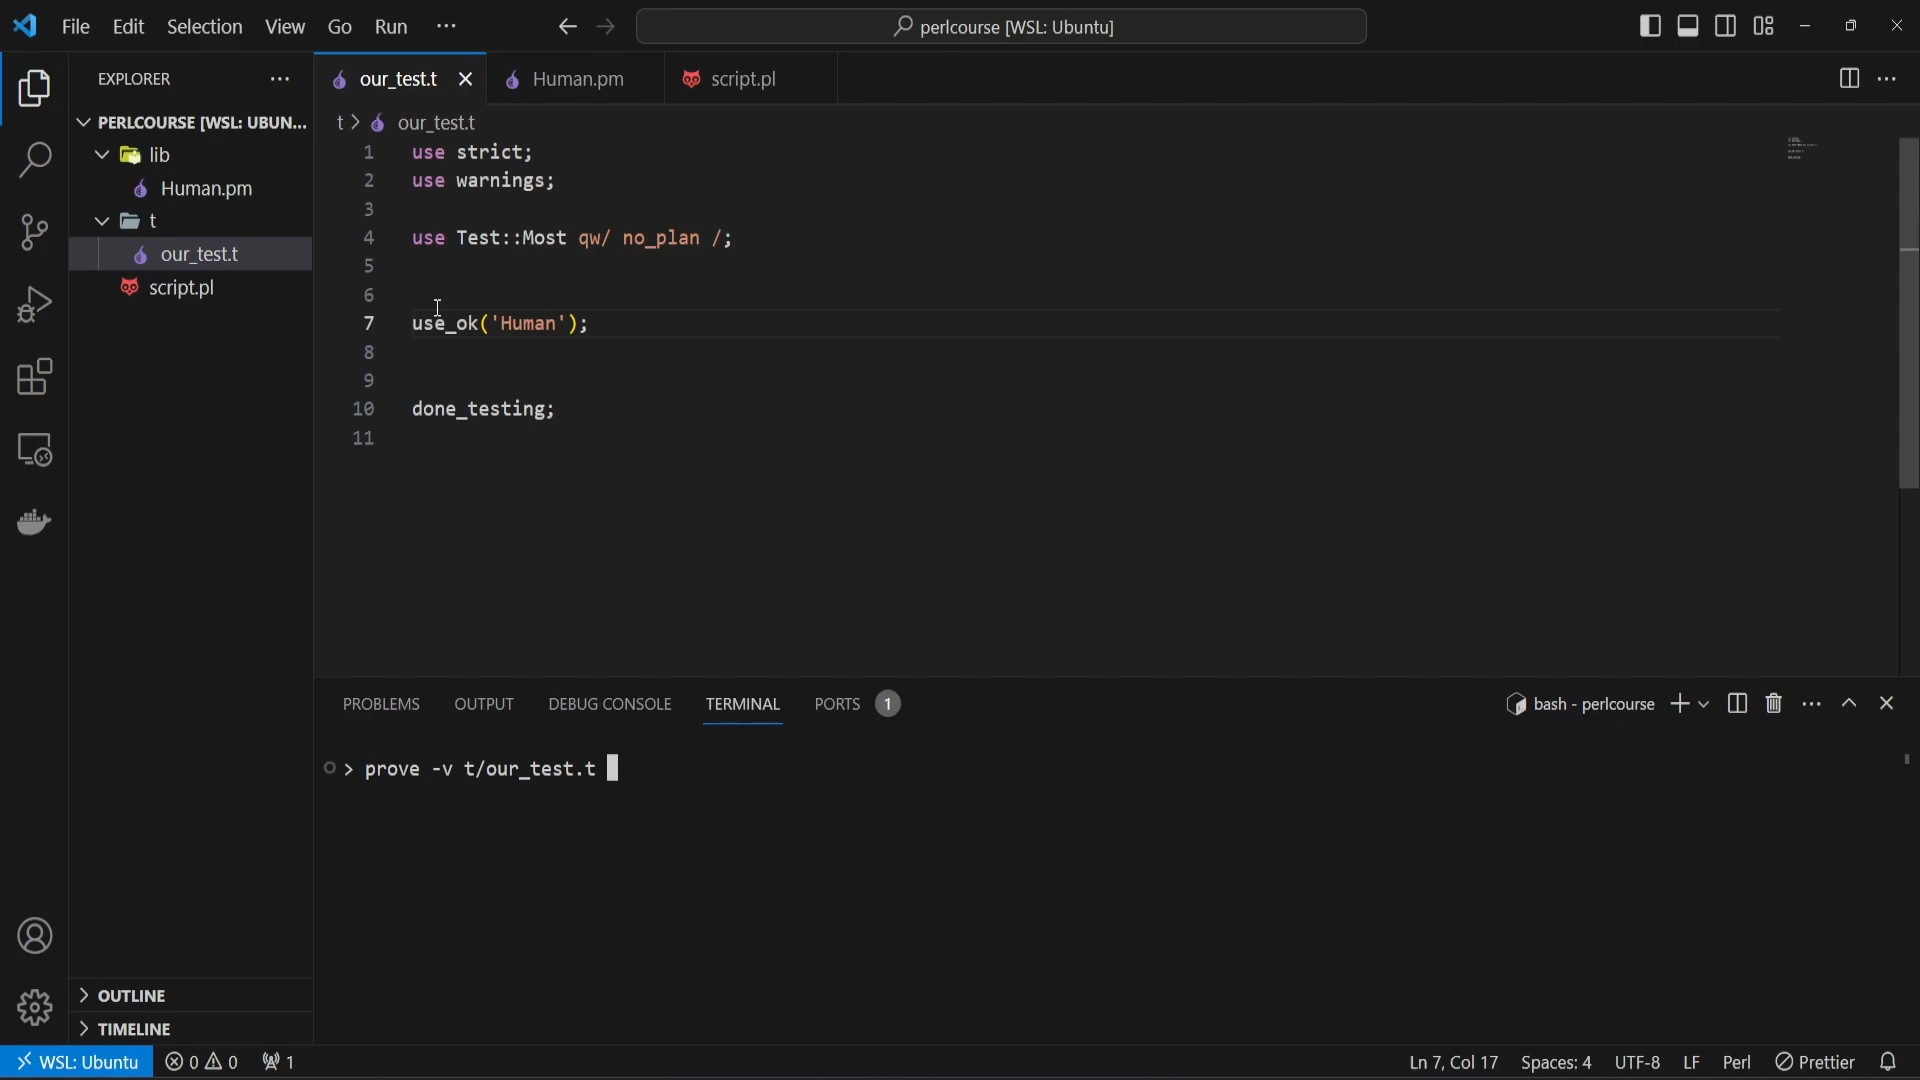 File Edit Selection View Go Run ···
perlcourse [WSL: Ubuntu]
EXPLORER
PERLCOURSE [WSL: UBUN...
lib
Human.pm
t
our_test.t
script.pl
OUTLINE
TIMELINE
our_test.t Human.pm script.pl
t > our_test.t
1 use strict;
2 use warnings;
3
4 use Test::Most qw/ no_plan /;
5
6
7 use_ok('Human');
8
9
10 done_testing;
11
PROBLEMS OUTPUT DEBUG CONSOLE TERMINAL PORTS 1
bash - perlcourse
> prove -v t/our_test.t
WSL: Ubuntu 0 0 1
Ln 7, Col 17 Spaces: 4 UTF-8 LF Perl Prettier